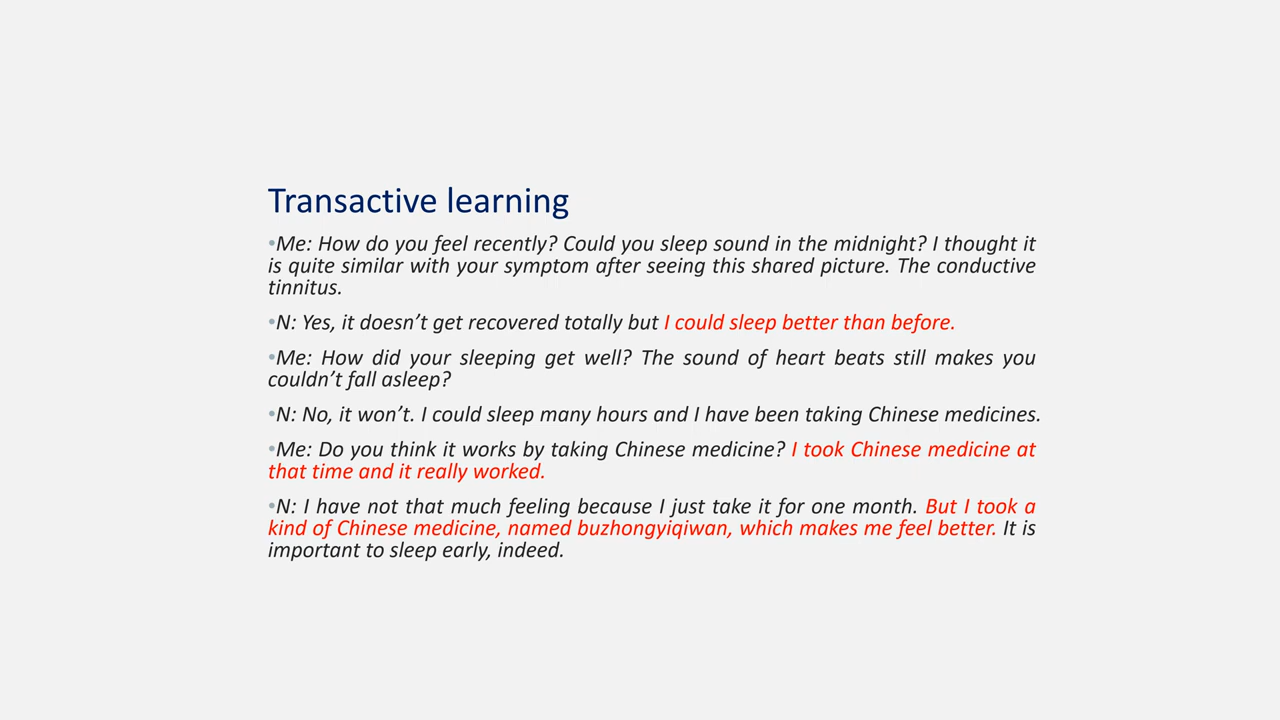 Transactive learning
•Me: How do you feel recently? Could you sleep sound in the midnight? I thought it
is quite similar with your symptom after seeing this shared picture. The conductive
tinnitus.
•N: Yes, it doesn’t get recovered totally but I could sleep better than before.
•Me: How did your sleeping get well? The sound of heart beats still makes you
couldn’t fall asleep?
•N: No, it won’t. I could sleep many hours and I have been taking Chinese medicines.
•Me: Do you think it works by taking Chinese medicine? I took Chinese medicine at
that time and it really worked.
•N: I have not that much feeling because I just take it for one month. But I took a
kind of Chinese medicine, named buzhongyiqiwan, which makes me feel better. It is
important to sleep early, indeed.